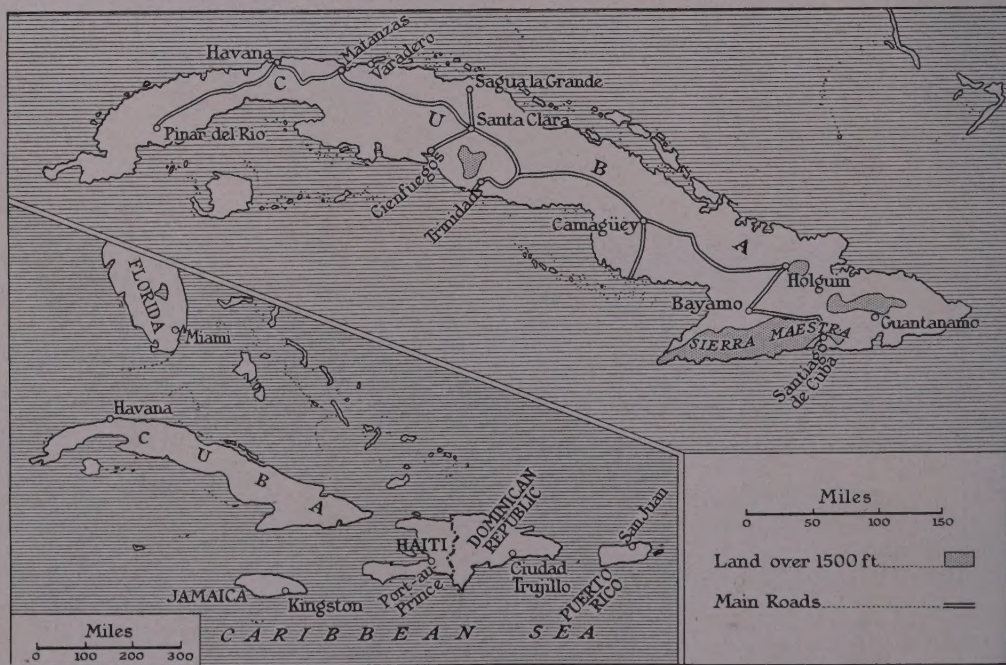 Havana
Matanzas
Varadero
Sagua la Grande
C
U
B
A
Pinar del Rio
Santa Clara
Cienfuegos
Trinidad
Camagüey
Holguin
Bayamo
Guantanamo
SIERRA MAESTRA
Santiago
de Cuba
FLORIDA
Miami
Havana
C
U
B
A
HAITI
DOMINICAN
REPUBLIC
San Juan
Port-au
Prince
Ciudad
Trujillo
PUERTO
RICO
JAMAICA
Kingston
CARIBBEAN SEA
Miles
0 100 200 300
Miles
0 50 100 150
Land over 1500 ft.
Main Roads